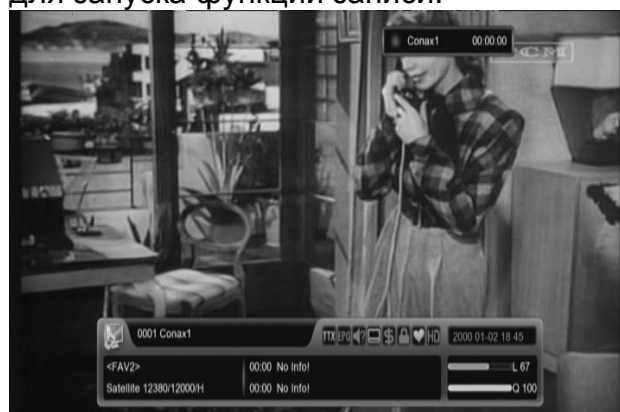 для запуска функции записи.
Conax1 00:00:00
TCM
0001 Conax1 TTX EPG ? $ HD 2000 01-02 18 45
<FAV2> 00:00 No Info! L 67
Satellite 12380/12000/H 00:00 No Info! Q 100